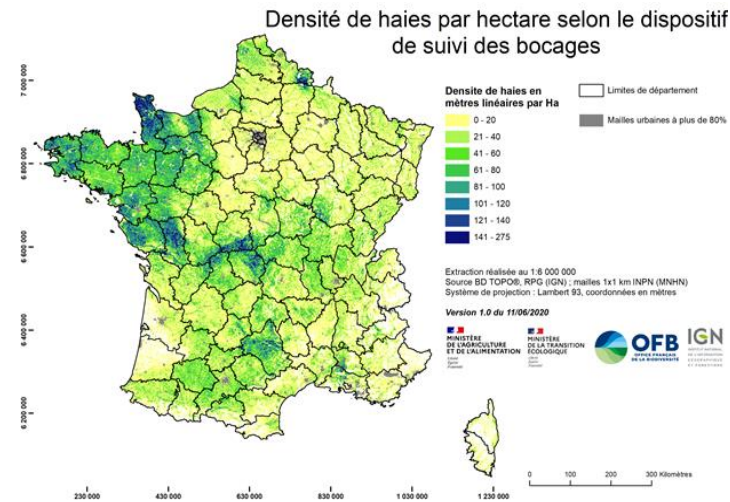 Densité de haies par hectare selon le dispositif
de suivi des bocages
Densite de haies en
mètres linéaires par Ha
0 - 20
21 - 40
41 - 60
61 - 80
81 - 100
101 - 120
121 - 140
141 - 275
Limites de département
Mailles urbaines à plus de 80%
Extraction réalisée au 1:6 000 000
Source BD TOPO®, RPG (IGN) ; mailles 1x1 km INPN (MNHN)
Système de projection : Lambert 93, coordonnées en mètres
Version 1.0 du 11/06/2020
MINISTÈRE
DE L'AGRICULTURE
ET DE L'ALIMENTATION
MINISTÈRE
DE LA TRANSITION
ÉCOLOGIQUE
OFB
OFFICE FRANÇAIS
DE LA BIODIVERSITÉ
IGN
7 000 000
6 800 000
6 600 000
6 400 000
6 200 000
230 000
430 000
630 000
830 000
1 030 000
1 230 000
0 100 200 300 Kilomètres